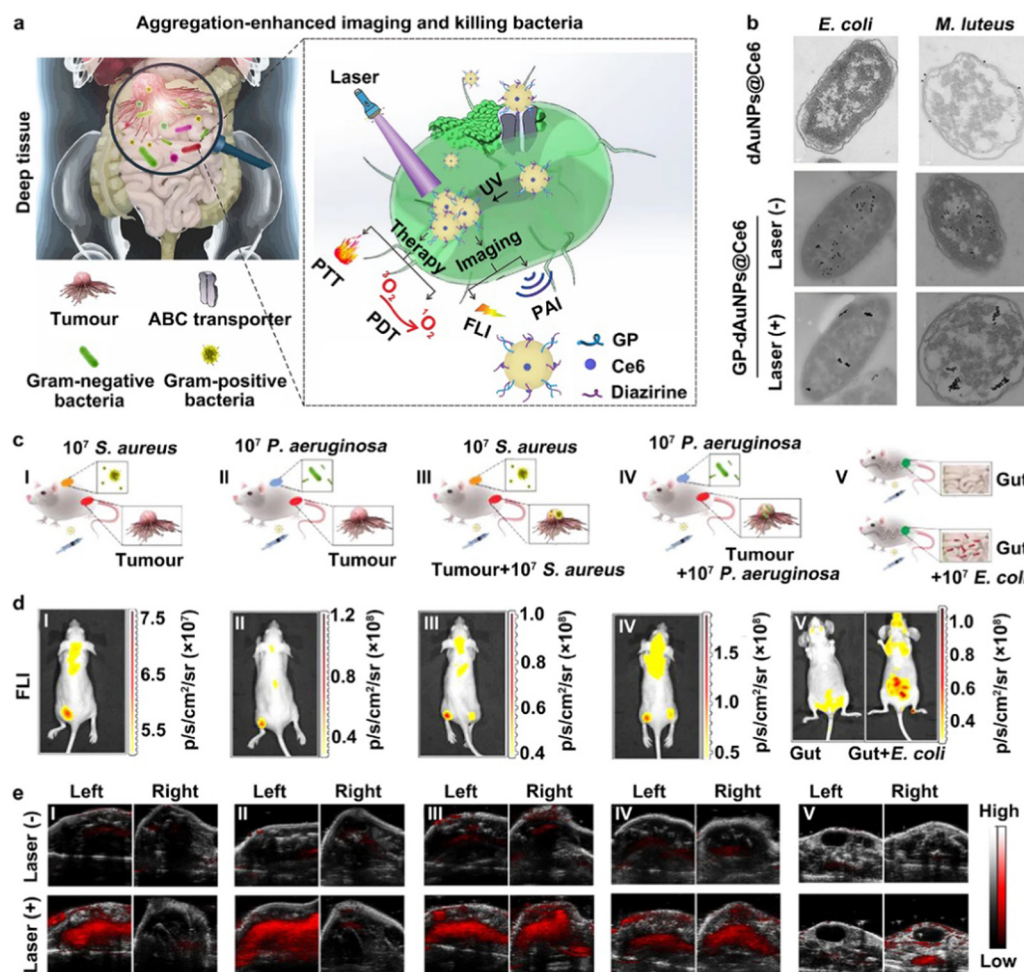 a
Aggregation-enhanced imaging and killing bacteria
Deep tissue
Laser
UV
Therapy
Imaging
PTT
³O₂
PDT
¹O₂
FLI
PAI
GP
Ce6
Diazirine
Tumour
ABC transporter
Gram-negative
bacteria
Gram-positive
bacteria
b
E. coli
M. luteus
dAuNPs@Ce6
GP-dAuNPs@Ce6
Laser (-)
Laser (+)
c
I
10⁷ S. aureus
Tumour
II
10⁷ P. aeruginosa
Tumour
III
10⁷ S. aureus
Tumour+10⁷ S. aureus
IV
10⁷ P. aeruginosa
Tumour
+10⁷ P. aeruginosa
V
Gut
Gut
+10⁷ E. coli
d
FLI
I
7.5
6.5
5.5
p/s/cm²/sr (×10⁷)
II
1.2
0.8
0.4
p/s/cm²/sr (×10⁸)
III
1.0
0.8
0.6
0.4
p/s/cm²/sr (×10⁸)
IV
1.5
1.0
0.5
p/s/cm²/sr (×10⁸)
V
1.0
0.8
0.6
0.4
p/s/cm²/sr (×10⁸)
Gut
Gut+E. coli
e
Left
Right
Left
Right
Left
Right
Left
Right
Left
Right
Laser (-)
I
II
III
IV
V
Laser (+)
High
Low